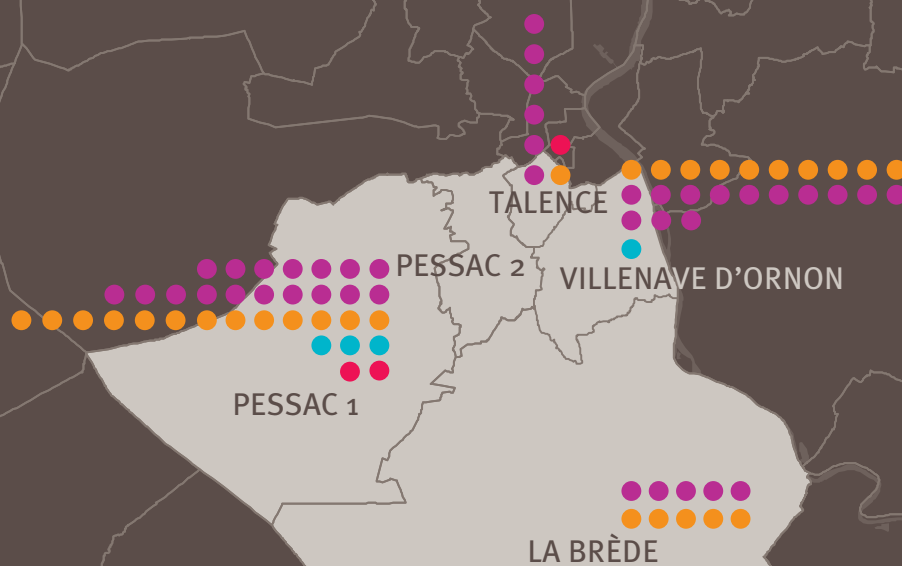 TALENCE
PESSAC 2
VILLENAVE D'ORNON
PESSAC 1
LA BRÈDE